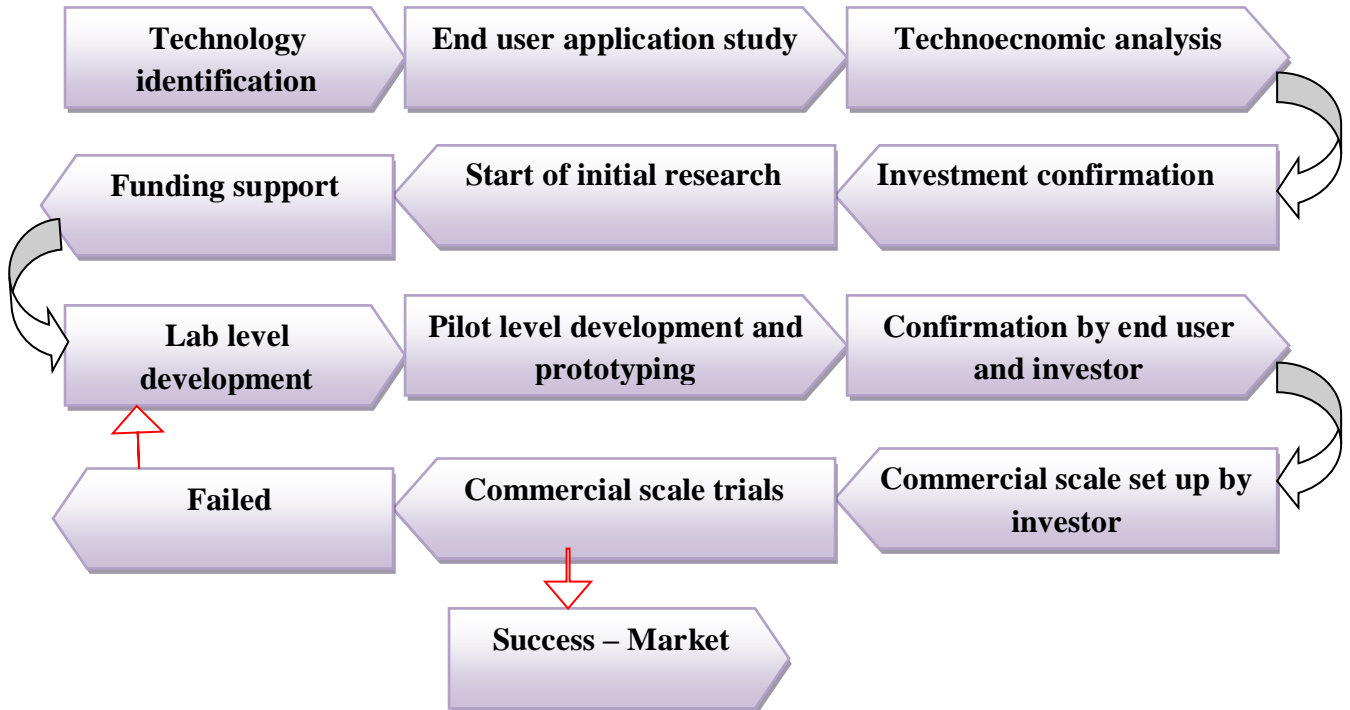 Technology
identification
End user application study
Technoecnomic analysis
Funding support
Start of initial research
Investment confirmation
Lab level
development
Pilot level development and
prototyping
Confirmation by end user
and investor
Failed
Commercial scale trials
Commercial scale set up by
investor
Success – Market